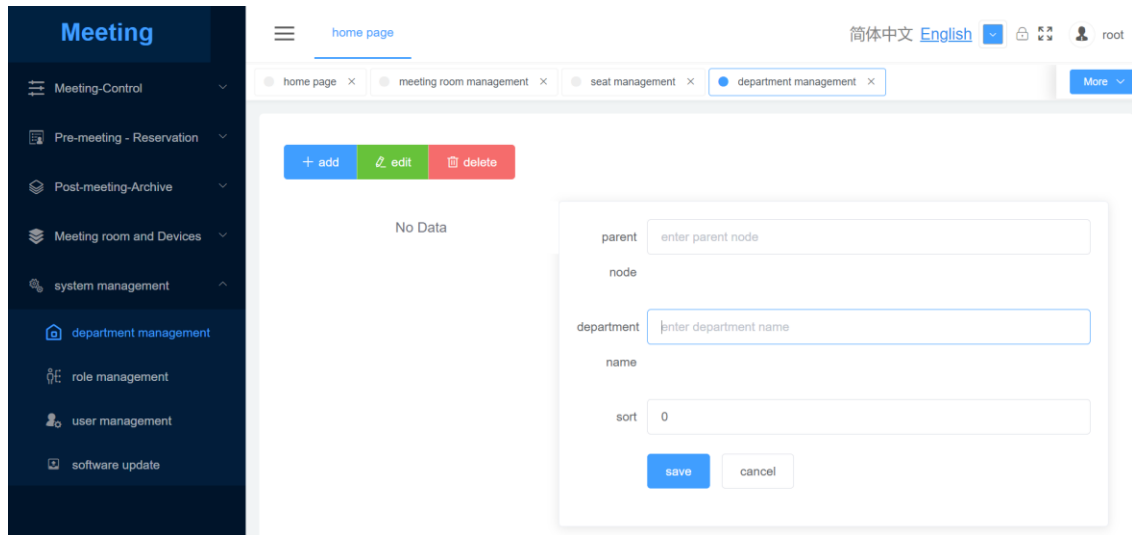 Meeting
home page
简体中文 English
root
Meeting-Control
home page
meeting room management
seat management
department management
More
Pre-meeting - Reservation
add
edit
delete
Post-meeting-Archive
Meeting room and Devices
No Data
parent
node
enter parent node
system management
department management
department
name
enter department name
role management
user management
sort
0
software update
save
cancel